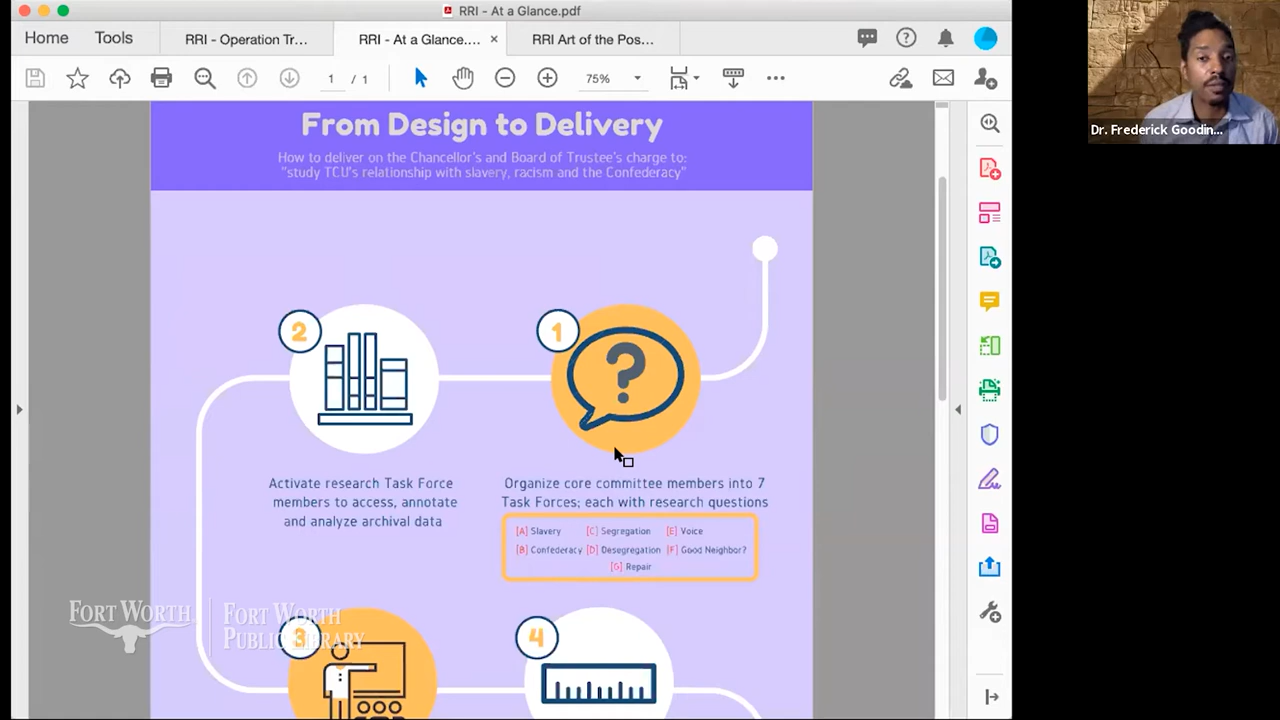 RRI - At a Glance.pdf
Home
Tools
RRI - Operation Tr...
RRI - At a Glance....
RRI Art of the Pos...
1 / 1
75%
Dr. Frederick Goodin...
From Design to Delivery
How to deliver on the Chancellor's and Board of Trustee's charge to:
"study TCU's relationship with slavery, racism and the Confederacy"
2
1
?
Activate research Task Force
members to access, annotate
and analyze archival data
Organize core committee members into 7
Task Forces; each with research questions
[A] Slavery [C] Segregation [E] Voice
[B] Confederacy [D] Desegregation [F] Good Neighbor?
[G] Repair
3
4
FORT WORTH
FORT WORTH
PUBLIC LIBRARY